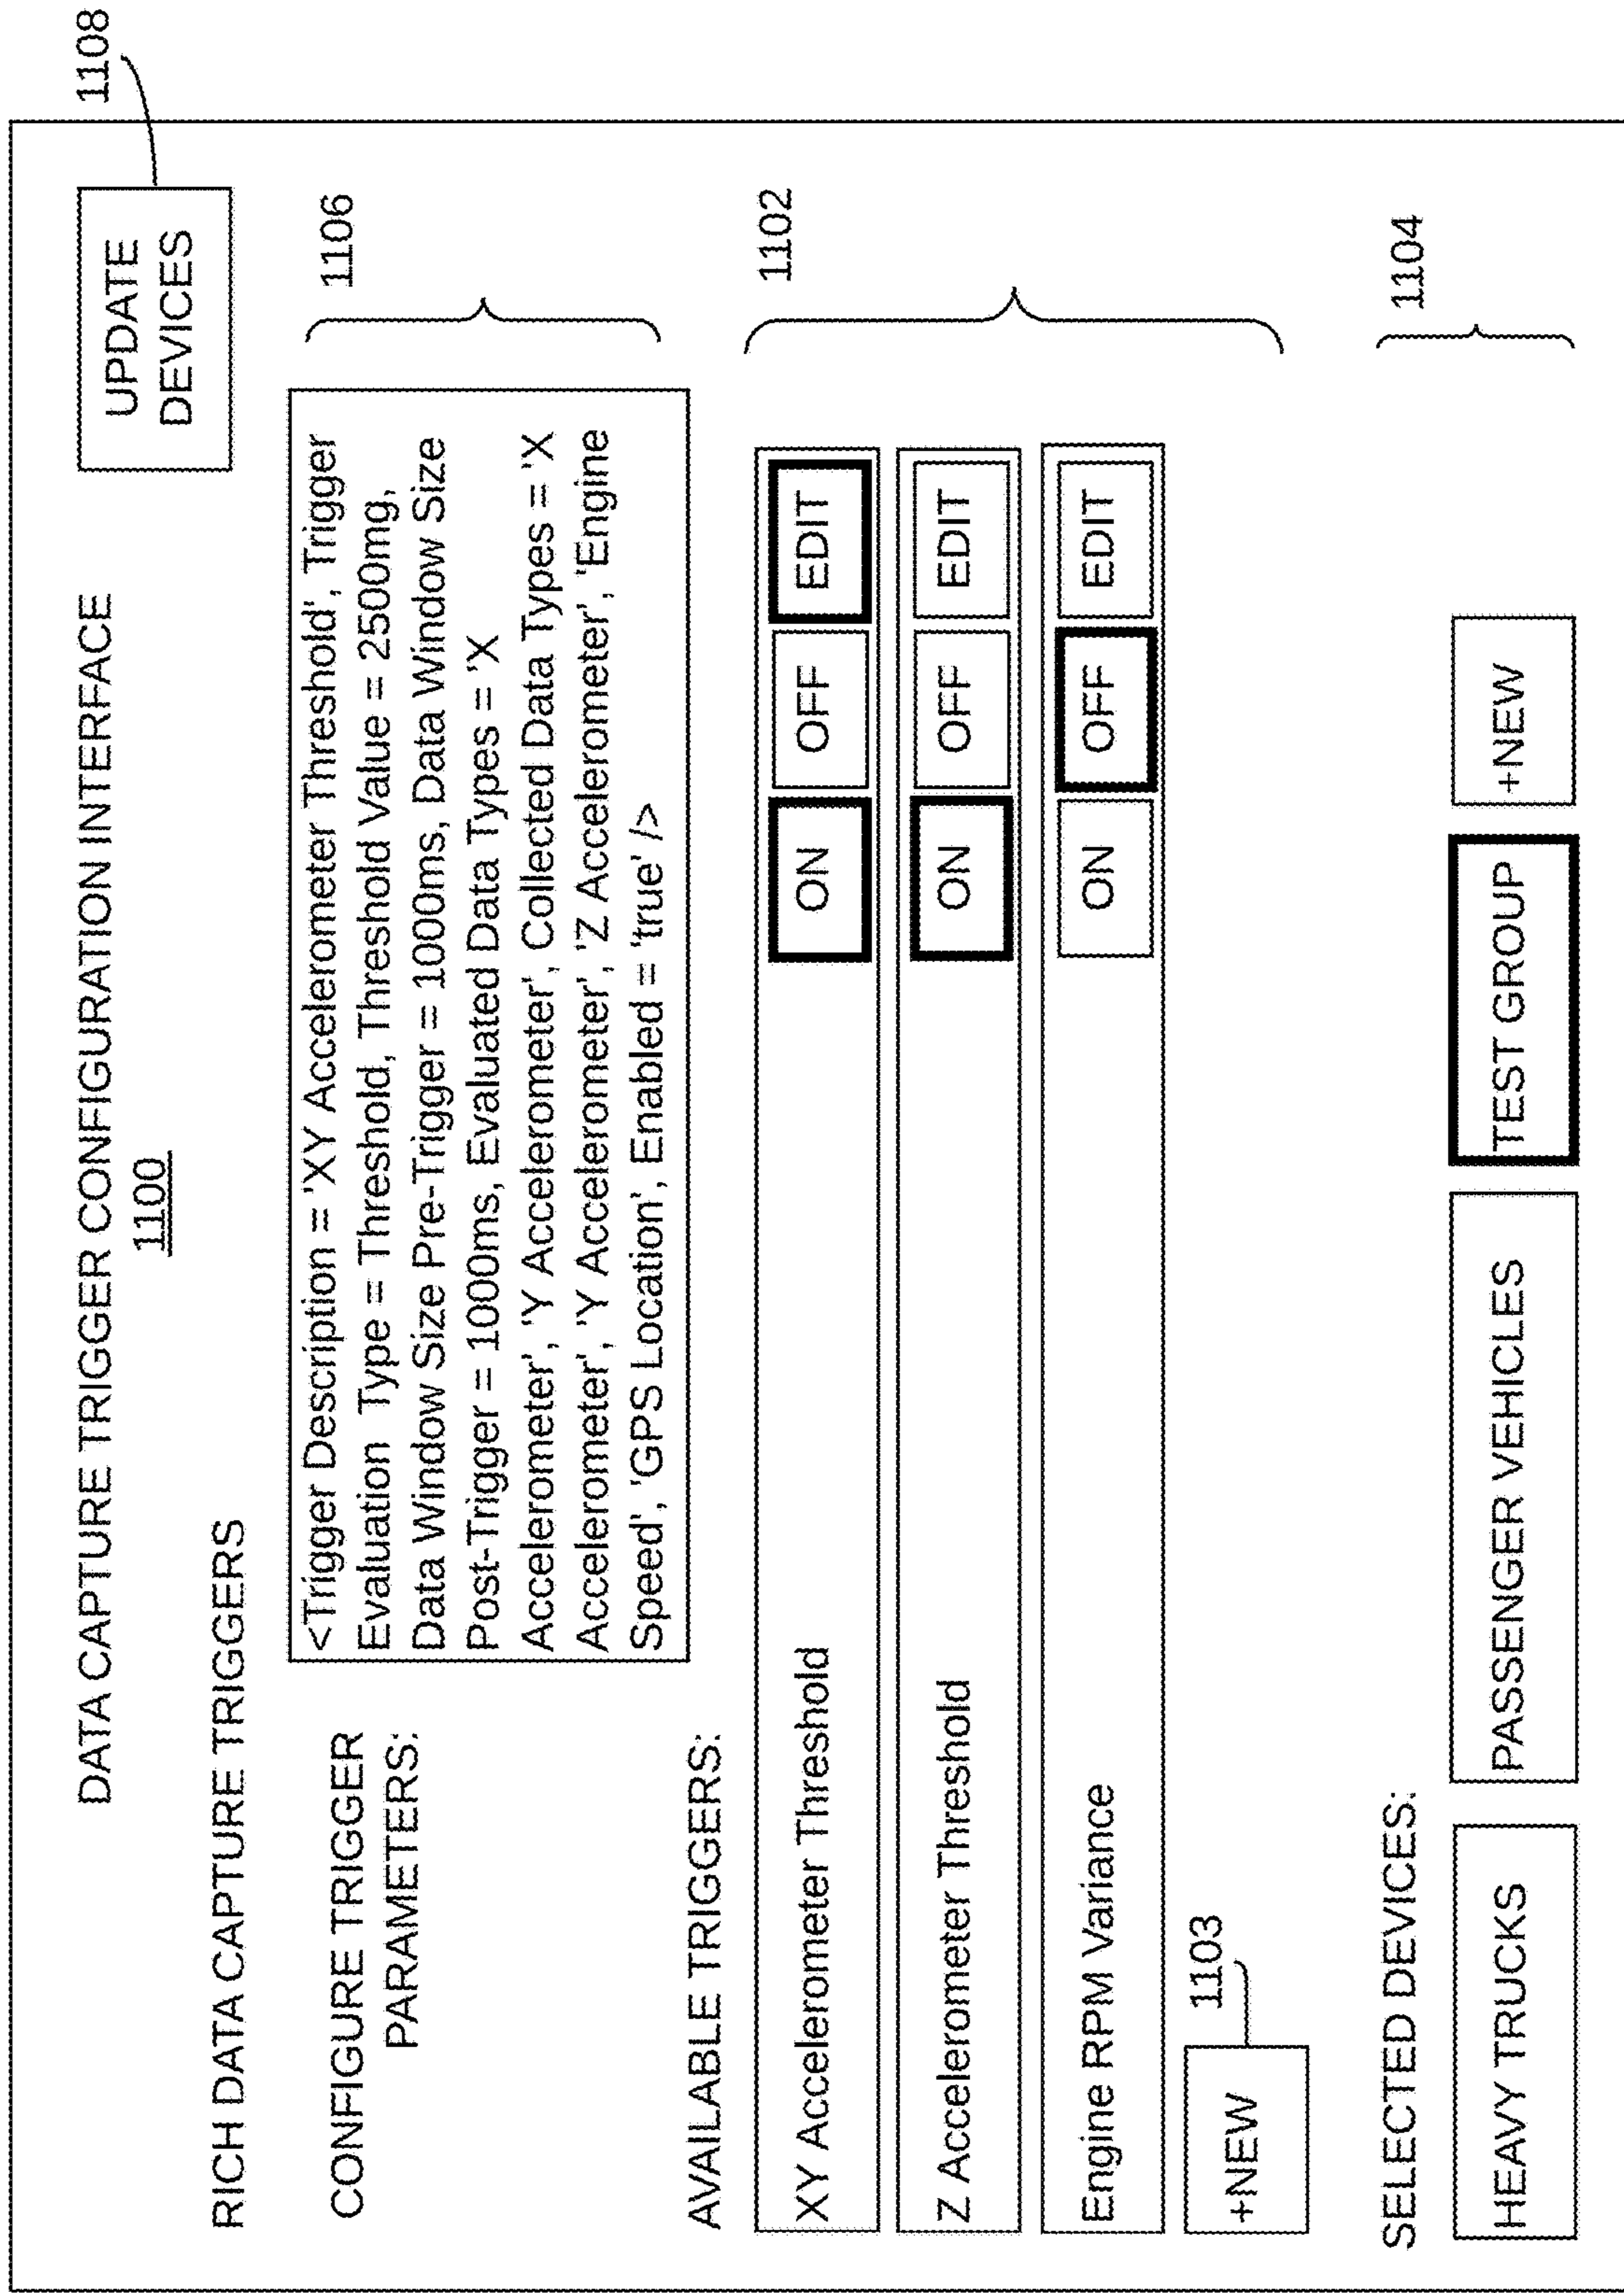 DATA CAPTURE TRIGGER CONFIGURATION INTERFACE
1100
UPDATE
DEVICES
1108
RICH DATA CAPTURE TRIGGERS
CONFIGURE TRIGGER
PARAMETERS:
<Trigger Description = 'XY Accelerometer Threshold', Trigger
Evaluation Type = Threshold, Threshold Value = 2500mg,
Data Window Size Pre-Trigger = 1000ms, Data Window Size
Post-Trigger = 1000ms, Evaluated Data Types = 'X
Accelerometer', 'Y Accelerometer', Collected Data Types = 'X
Accelerometer', 'Y Accelerometer', 'Z Accelerometer', 'Engine
Speed', 'GPS Location', Enabled = 'true' />
1106
AVAILABLE TRIGGERS:
XY Accelerometer Threshold ON OFF EDIT
1102
Z Accelerometer Threshold ON OFF EDIT
Engine RPM Variance ON OFF EDIT
+NEW
1103
SELECTED DEVICES:
1104
HEAVY TRUCKS PASSENGER VEHICLES TEST GROUP +NEW